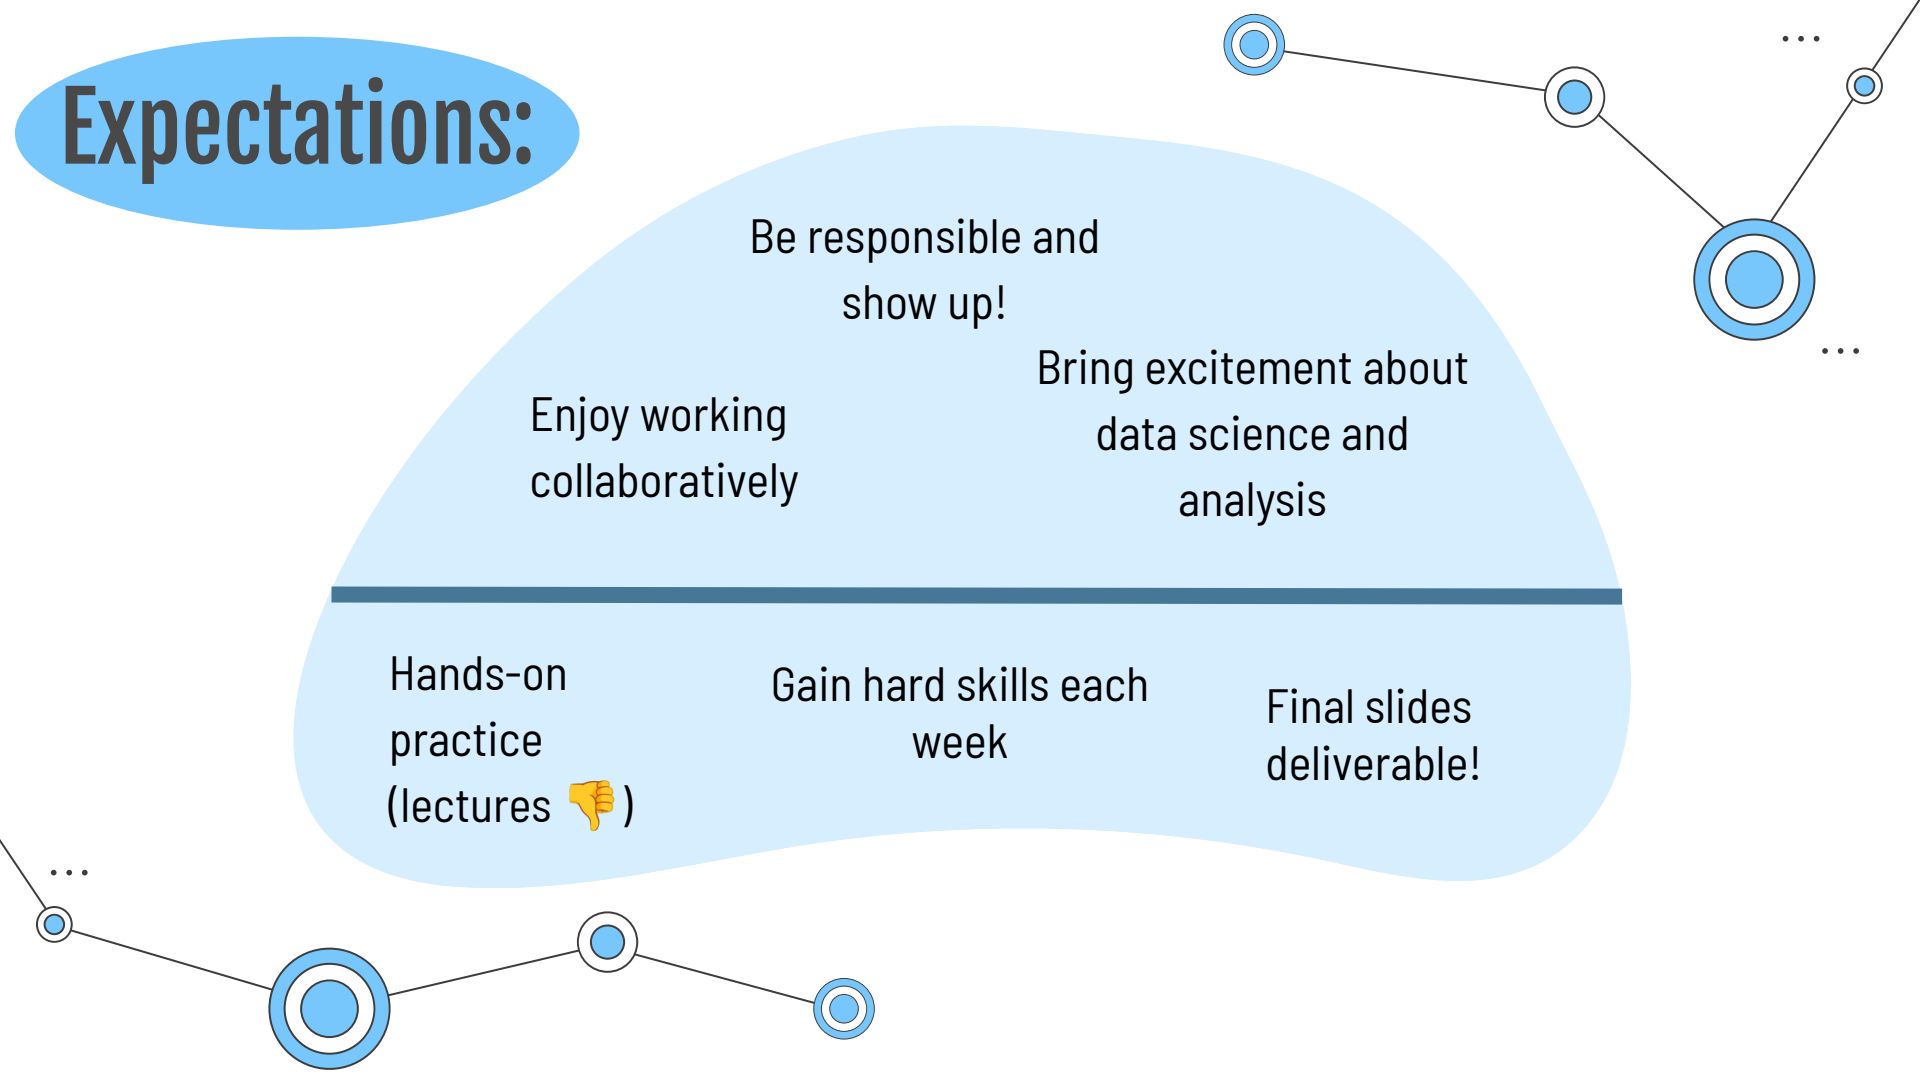 Expectations:
Be responsible and
show up!
Enjoy working
collaboratively
Bring excitement about
data science and
analysis
Hands-on
practice
(lectures 👎)
Gain hard skills each
week
Final slides
deliverable!